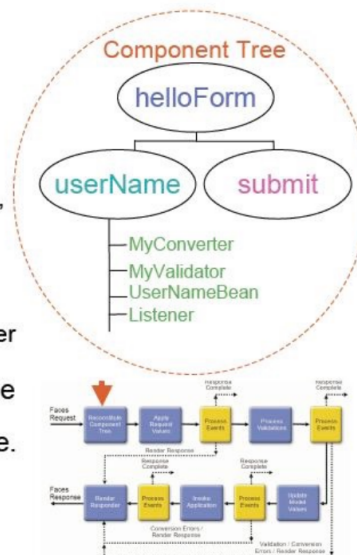 Component Tree
helloForm
userName
submit
MyConverter
MyValidator
UserNameBean
Listener
er
e
e.
Response
Complete
Response
Complete
Faces
Request
Component
Tree
Apply
Request
Values
Process
Events
Process
Validations
Process
Events
Render Response
Response
Complete
Response
Complete
Faces
Response
Render
Process
Events
Invoke
Application
Process
Events
Update
Model
Values
Conversion Errors /
Render Response
Validation / Conversion
Errors / Render Response